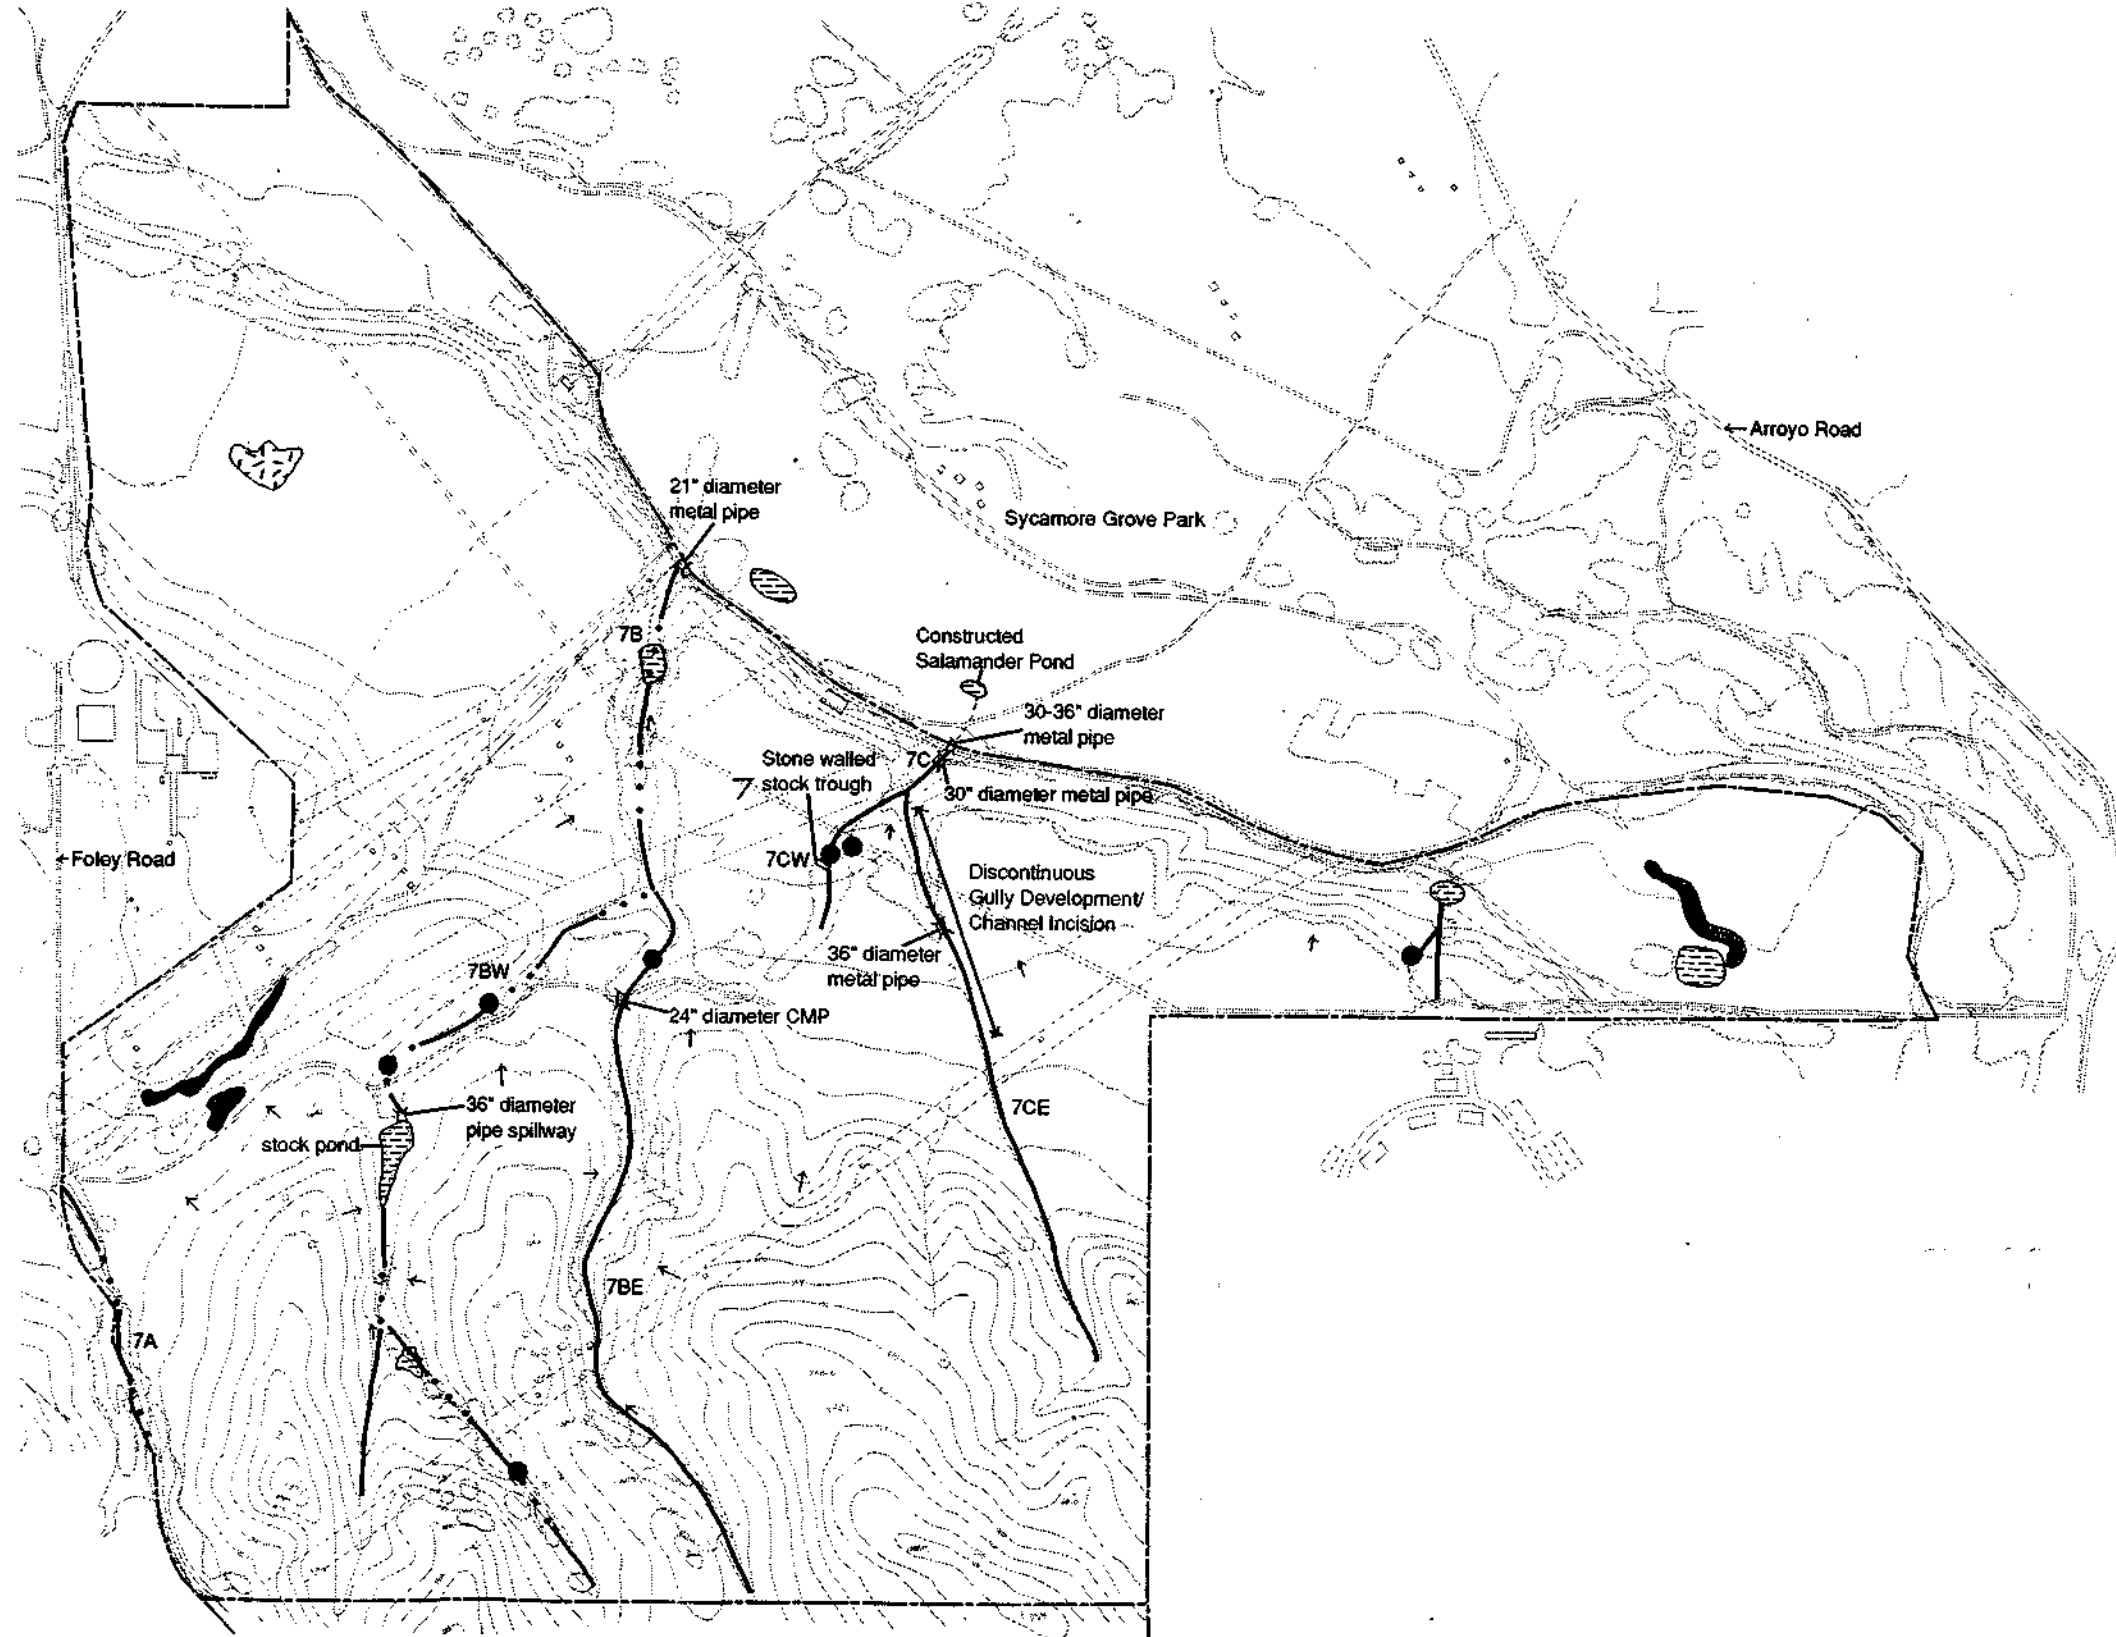 Arroyo Road
21" diameter
metal pipe
Sycamore Grove Park
7B
Constructed
Salamander Pond
30-36" diameter
metal pipe
Stone walled
stock trough
7C
30" diameter metal pipe
Foley Road
7CW
Discontinuous
Gully Development/
Channel Incision
36" diameter
metal pipe
7BW
24" diameter CMP
36" diameter
pipe spillway
7CE
stock pond
7BE
7A